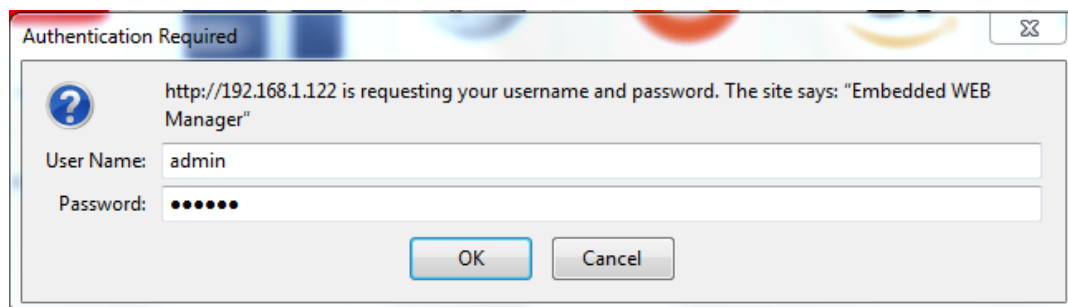 Authentication Required
http://192.168.1.122 is requesting your username and password. The site says: “Embedded WEB
Manager“
User Name: admin
Password: ●●●●●●
OK Cancel